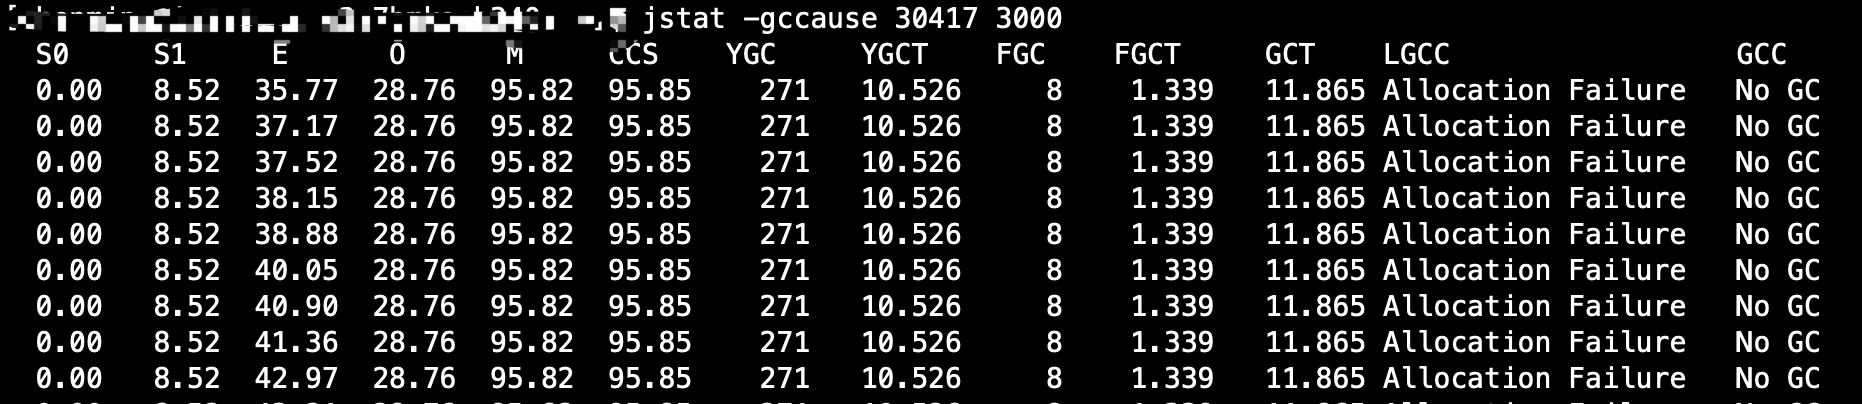 jstat -gccause 30417 3000
S0 S1 E O M CCS YGC YGCT FGC FGCT GCT LGCC GCC
0.00 8.52 35.77 28.76 95.82 95.85 271 10.526 8 1.339 11.865 Allocation Failure No GC
0.00 8.52 37.17 28.76 95.82 95.85 271 10.526 8 1.339 11.865 Allocation Failure No GC
0.00 8.52 37.52 28.76 95.82 95.85 271 10.526 8 1.339 11.865 Allocation Failure No GC
0.00 8.52 38.15 28.76 95.82 95.85 271 10.526 8 1.339 11.865 Allocation Failure No GC
0.00 8.52 38.88 28.76 95.82 95.85 271 10.526 8 1.339 11.865 Allocation Failure No GC
0.00 8.52 40.05 28.76 95.82 95.85 271 10.526 8 1.339 11.865 Allocation Failure No GC
0.00 8.52 40.90 28.76 95.82 95.85 271 10.526 8 1.339 11.865 Allocation Failure No GC
0.00 8.52 41.36 28.76 95.82 95.85 271 10.526 8 1.339 11.865 Allocation Failure No GC
0.00 8.52 42.97 28.76 95.82 95.85 271 10.526 8 1.339 11.865 Allocation Failure No GC